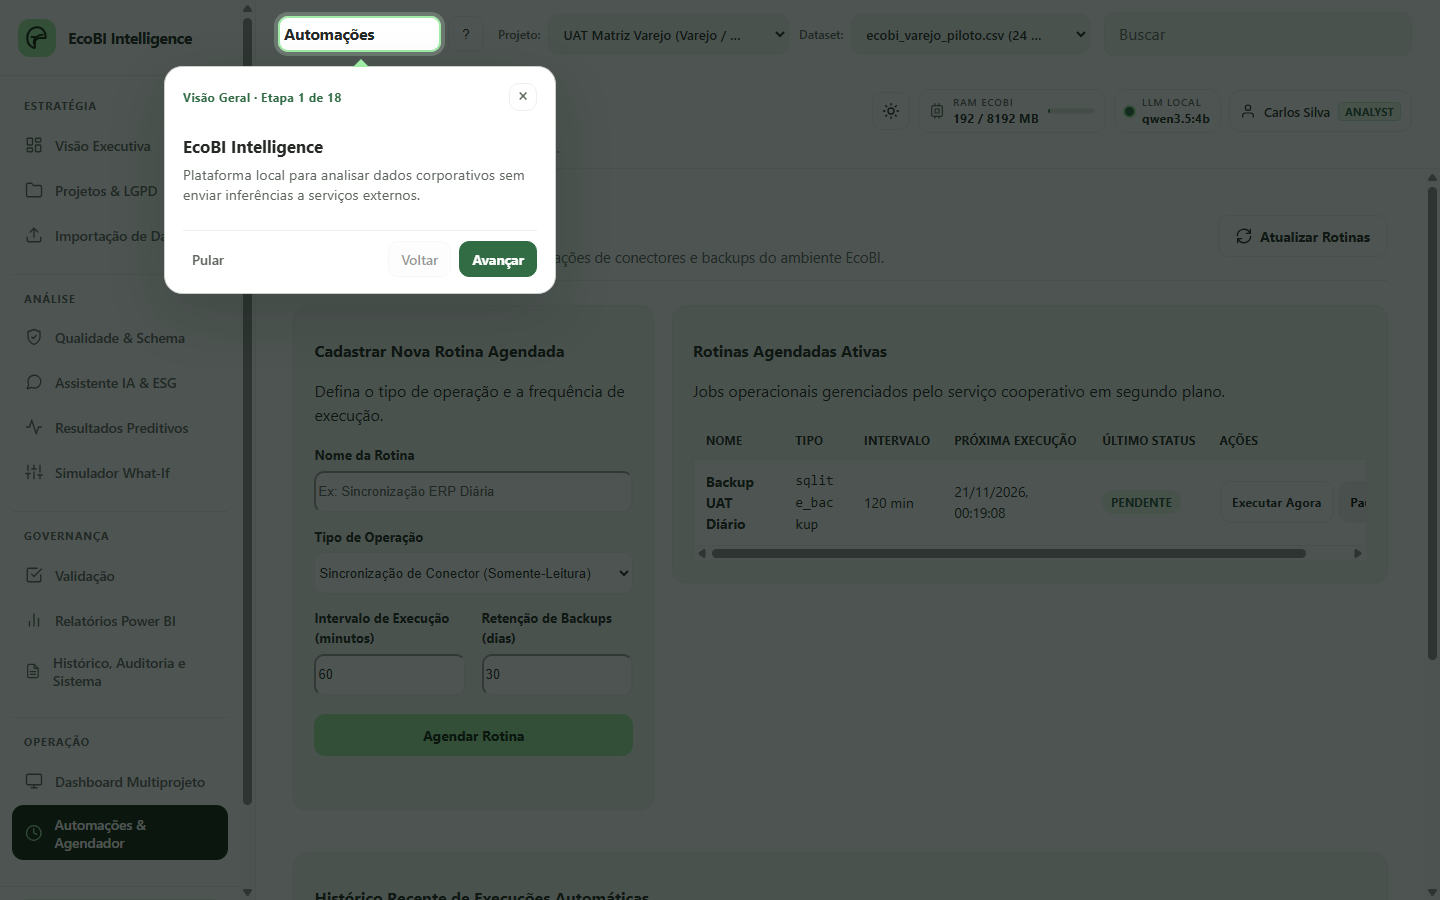 EcoBI Intelligence
ESTRATÉGIA
Visão Executiva
Projetos & LGPD
Importação de Da
ANÁLISE
Qualidade & Schema
Assistente IA & ESG
Resultados Preditivos
Simulador What-If
GOVERNANÇA
Validação
Relatórios Power BI
Histórico, Auditoria e
Sistema
OPERAÇÃO
Dashboard Multiprojeto
Automações &
Agendador
Automações
?
Projeto:
UAT Matriz Varejo (Varejo / ...
Dataset:
ecobi_varejo_piloto.csv (24 ...
Buscar
RAM ECOBI
192 / 8192 MB
LLM LOCAL
qwen3.5:4b
Carlos Silva
ANALYST
Visão Geral · Etapa 1 de 18
×
EcoBI Intelligence
Plataforma local para analisar dados corporativos sem
enviar inferências a serviços externos.
Pular
Voltar
Avançar
ações de conectores e backups do ambiente EcoBI.
Atualizar Rotinas
Cadastrar Nova Rotina Agendada
Defina o tipo de operação e a frequência de
execução.
Nome da Rotina
Ex: Sincronização ERP Diária
Tipo de Operação
Sincronização de Conector (Somente-Leitura)
Intervalo de Execução
(minutos)
Retenção de Backups
(dias)
60
30
Agendar Rotina
Rotinas Agendadas Ativas
Jobs operacionais gerenciados pelo serviço cooperativo em segundo plano.
NOME
TIPO
INTERVALO
PRÓXIMA EXECUÇÃO
ÚLTIMO STATUS
AÇÕES
Backup
UAT
Diário
sqlit
e_bac
kup
120 min
21/11/2026,
00:19:08
PENDENTE
Executar Agora
Pau
Histórico Recente de Execuções Automáticas